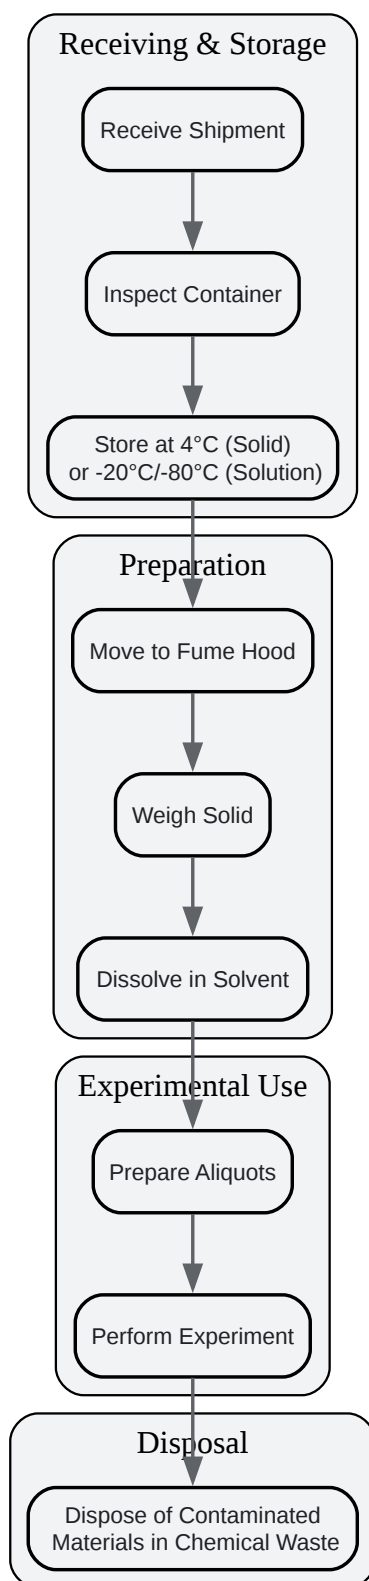 Receiving & Storage
Receive Shipment
Inspect Container
Store at 4°C (Solid)
or -20°C/-80°C (Solution)
Preparation
Move to Fume Hood
Weigh Solid
Dissolve in Solvent
Experimental Use
Prepare Aliquots
Perform Experiment
Disposal
Dispose of Contaminated
Materials in Chemical Waste